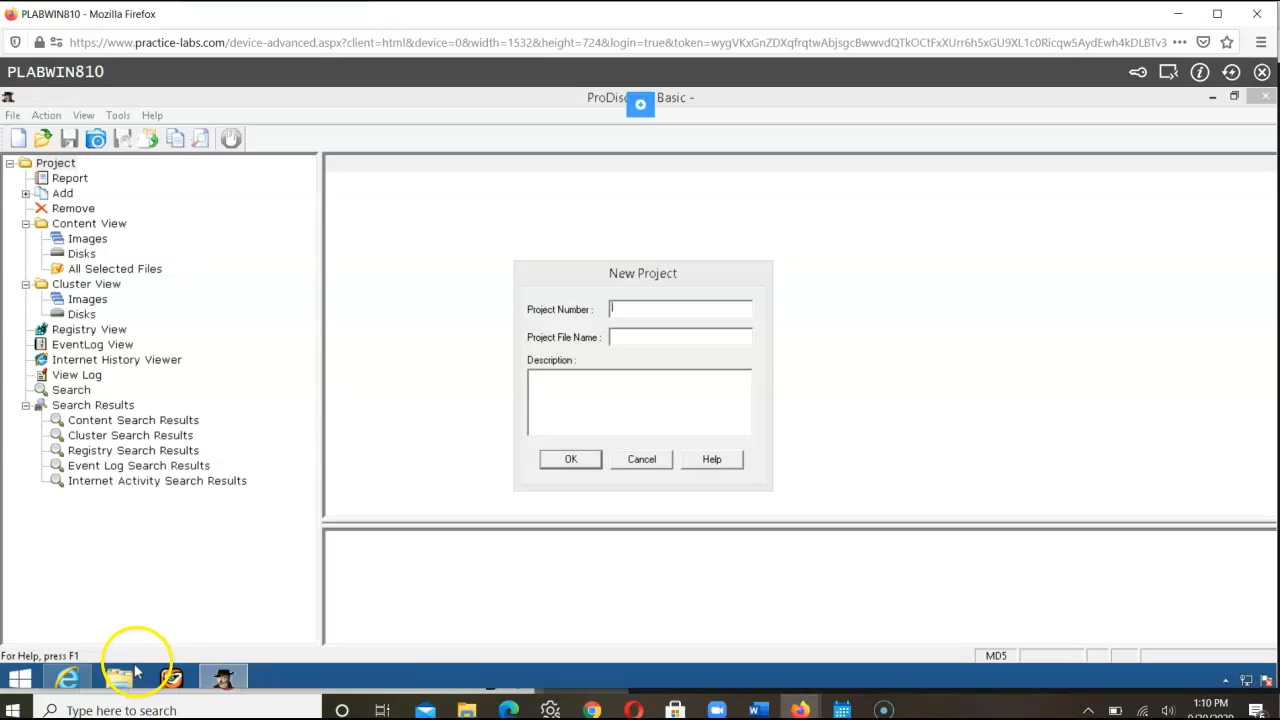 PLABWIN810 - Mozilla Firefox
https://www.practice-labs.com/device-advanced.aspx?client=html&device=0&width=1532&height=724&login=true&token=
PLABWIN810
Basic -
File Action View Tools Help
Project
Report
Add
Remove
Content View
Images
Disks
All Selected Files
Cluster View
Images
Disks
Registry View
EventLog View
Internet History Viewer
View Log
Search
Search Results
Content Search Results
Cluster Search Results
Registry Search Results
Event Log Search Results
Internet Activity Search Results
New Project
Project Number :
Project File Name :
Description :
OK Cancel Help
For Help, press F1
MD5
Type here to search
1:10 PM